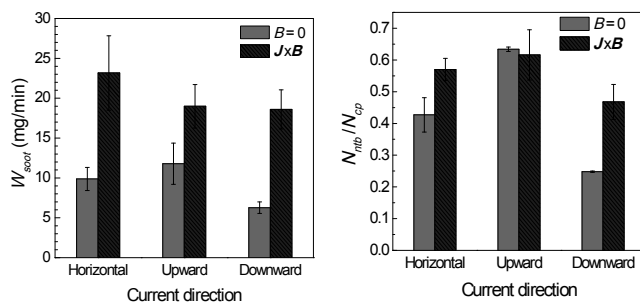 30
25
20
15
10
5
0
W_soot (mg/min)
B = 0
JxB
Horizontal Upward Downward
Current direction
0.7
0.6
0.5
0.4
0.3
0.2
0.1
0.0
N_ntb / N_cp
B = 0
JxB
Horizontal Upward Downward
Current direction